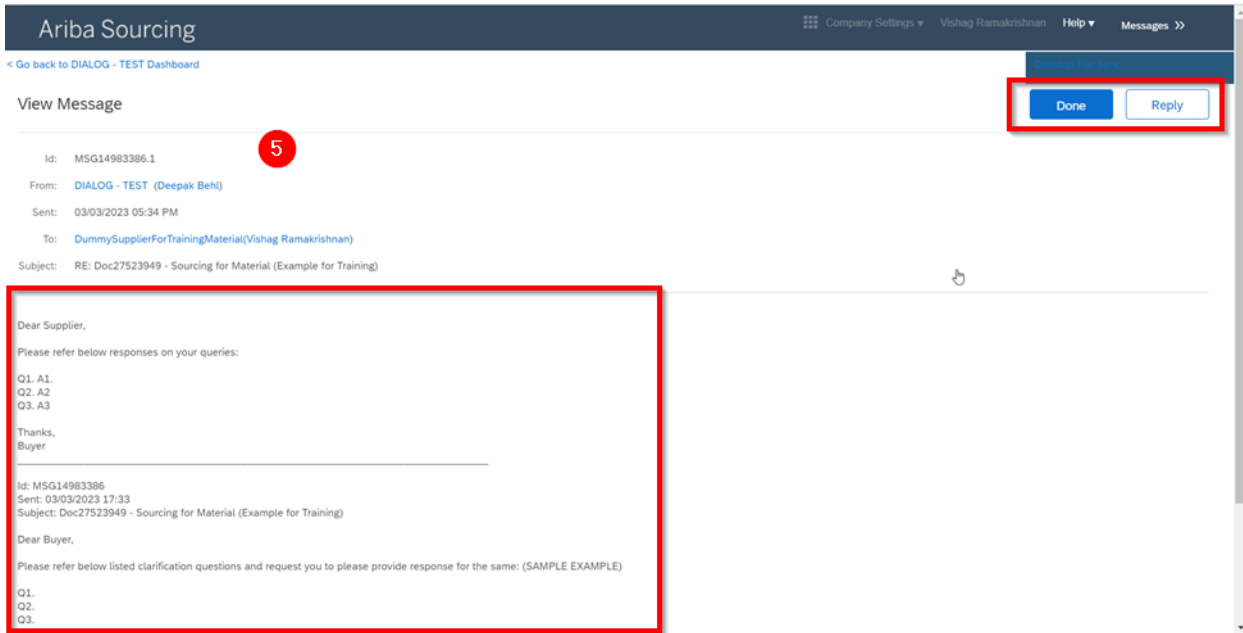 Ariba Sourcing
Company Settings ▾ Vishag Ramakrishnan Help ▾ Messages »
< Go back to DIALOG - TEST Dashboard
Desktop File Sync
View Message
Done Reply
5
Id: MSG14983386.1
From: DIALOG - TEST (Deepak Behl)
Sent: 03/03/2023 05:34 PM
To: DummySupplierForTrainingMaterial(Vishag Ramakrishnan)
Subject: RE: Doc27523949 - Sourcing for Material (Example for Training)
Dear Supplier,
Please refer below responses on your queries:
Q1. A1.
Q2. A2
Q3. A3
Thanks,
Buyer
Id: MSG14983386
Sent: 03/03/2023 17:33
Subject: Doc27523949 - Sourcing for Material (Example for Training)
Dear Buyer,
Please refer below listed clarification questions and request you to please provide response for the same: (SAMPLE EXAMPLE)
Q1.
Q2.
Q3.